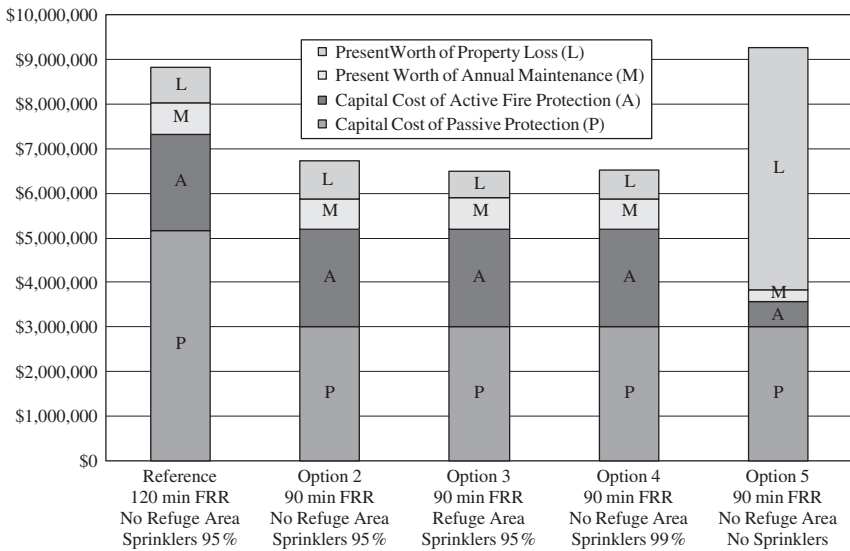 $10,000,000
$9,000,000
$8,000,000
$7,000,000
$6,000,000
$5,000,000
$4,000,000
$3,000,000
$2,000,000
$1,000,000
$0
PresentWorth of Property Loss (L)
Present Worth of Annual Maintenance (M)
Capital Cost of Active Fire Protection (A)
Capital Cost of Passive Protection (P)
L
M
A
P
L
M
A
P
L
M
A
P
L
M
A
P
L
M
A
P
Reference
120 min FRR
No Refuge Area
Sprinklers 95%
Option 2
90 min FRR
No Refuge Area
Sprinklers 95%
Option 3
90 min FRR
Refuge Area
Sprinklers 95%
Option 4
90 min FRR
No Refuge Area
Sprinklers 99%
Option 5
90 min FRR
No Refuge Area
No Sprinklers